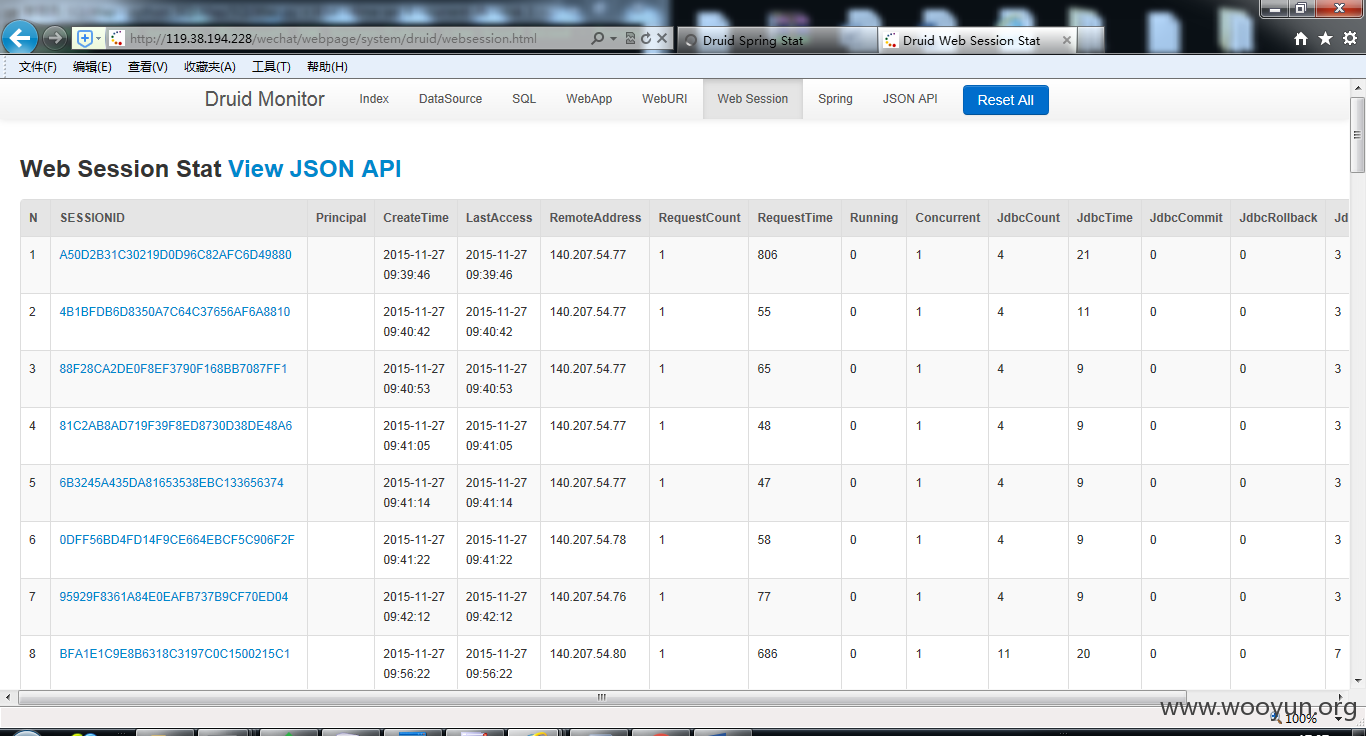 http://119.38.194.228/wechat/webpage/system/druid/websession.html
Druid Spring Stat
Druid Web Session Stat
文件(F) 编辑(E) 查看(V) 收藏夹(A) 工具(T) 帮助(H)
Druid Monitor Index DataSource SQL WebApp WebURI Web Session Spring JSON API Reset All
Web Session Stat View JSON API
N SESSIONID Principal CreateTime LastAccess RemoteAddress RequestCount RequestTime Running Concurrent JdbcCount JdbcTime JdbcCommit JdbcRollback Jd
1 A50D2B31C30219D0D96C82AFC6D49880 2015-11-27 09:39:46 2015-11-27 09:39:46 140.207.54.77 1 806 0 1 4 21 0 0 3
2 4B1BFDB6D8350A7C64C37656AF6A8810 2015-11-27 09:40:42 2015-11-27 09:40:42 140.207.54.77 1 55 0 1 4 11 0 0 3
3 88F28CA2DE0F8EF3790F168BB7087FF1 2015-11-27 09:40:53 2015-11-27 09:40:53 140.207.54.77 1 65 0 1 4 9 0 0 3
4 81C2AB8AD719F39F8ED8730D38DE48A6 2015-11-27 09:41:05 2015-11-27 09:41:05 140.207.54.77 1 48 0 1 4 9 0 0 3
5 6B3245A435DA81653538EBC133656374 2015-11-27 09:41:14 2015-11-27 09:41:14 140.207.54.77 1 47 0 1 4 9 0 0 3
6 0DFF56BD4FD14F9CE664EBCF5C906F2F 2015-11-27 09:41:22 2015-11-27 09:41:22 140.207.54.78 1 58 0 1 4 9 0 0 3
7 95929F8361A84E0EAFB737B9CF70ED04 2015-11-27 09:42:12 2015-11-27 09:42:12 140.207.54.76 1 77 0 1 4 9 0 0 3
8 BFA1E1C9E8B6318C3197C0C1500215C1 2015-11-27 09:56:22 2015-11-27 09:56:22 140.207.54.80 1 686 0 1 11 20 0 0 7
www.wooyun.org
100%